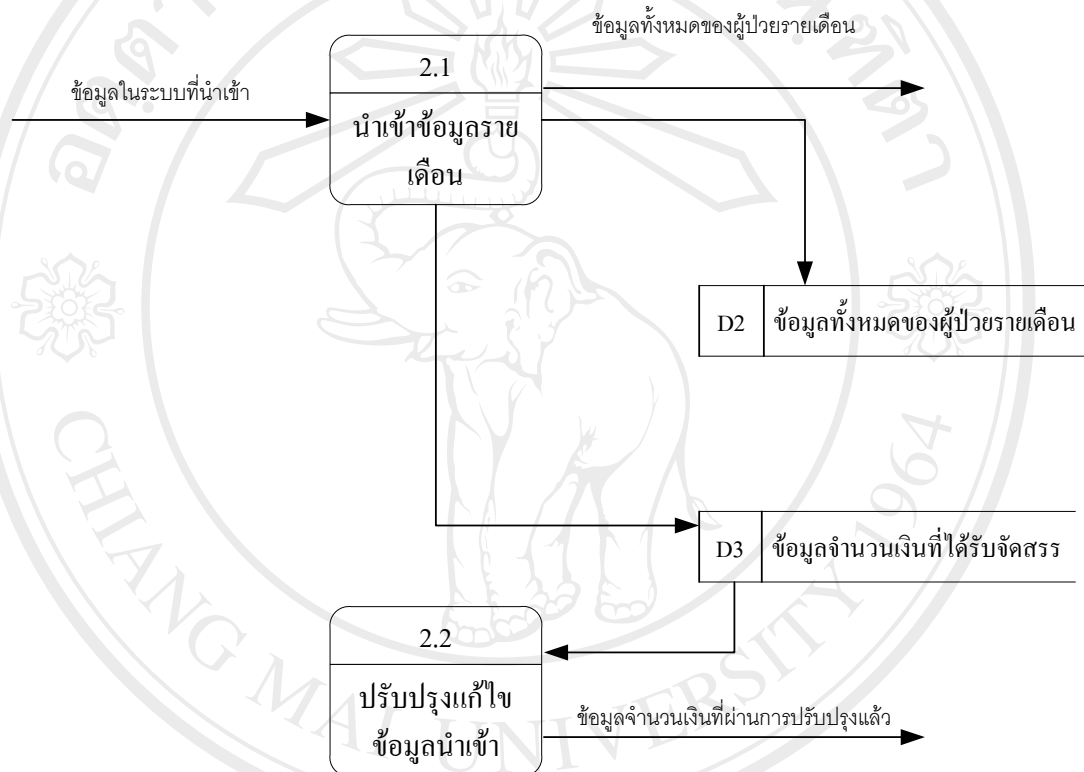 ข้อมูลทั้งหมดของผู้ป่วยรายเดือน
2.1
ข้อมูลในระบบที่นำเข้า
นำเข้าข้อมูลราย
เดือน
D2 ข้อมูลทั้งหมดของผู้ป่วยรายเดือน
D3 ข้อมูลจำนวนเงินที่ได้รับจัดสรร
2.2
ปรับปรุงแก้ไข
ข้อมูลนำเข้า
ข้อมูลจำนวนเงินที่ผ่านการปรับปรุงแล้ว
CHIANG MAI UNIVERSITY 1964